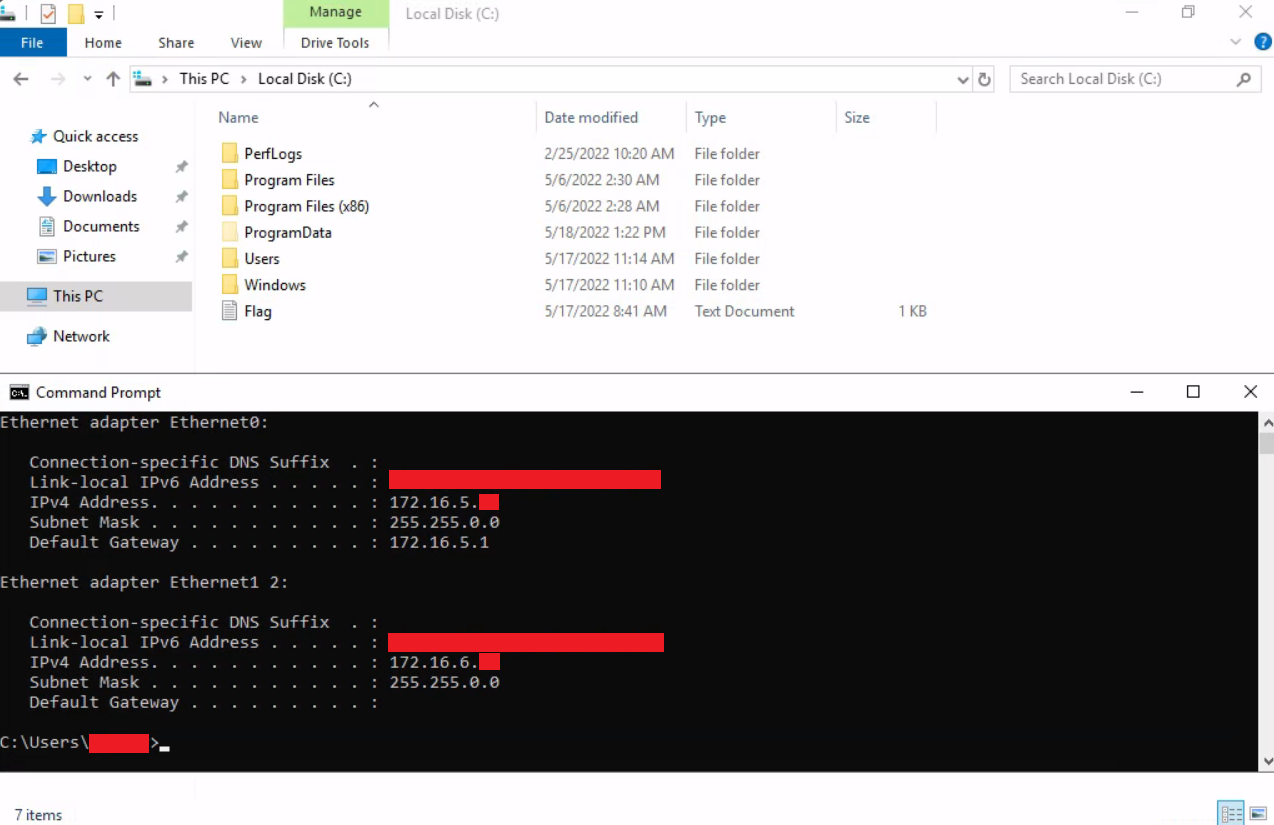 Manage
Local Disk (C:)
File Home Share View Drive Tools
This PC > Local Disk (C:)
Search Local Disk (C:)
Name Date modified Type Size
Quick access
Desktop
Downloads
Documents
Pictures
This PC
Network
PerfLogs 2/25/2022 10:20 AM File folder
Program Files 5/6/2022 2:30 AM File folder
Program Files (x86) 5/6/2022 2:28 AM File folder
ProgramData 5/18/2022 1:22 PM File folder
Users 5/17/2022 11:14 AM File folder
Windows 5/17/2022 11:10 AM File folder
Flag 5/17/2022 8:41 AM Text Document 1 KB
C:\. Command Prompt
Ethernet adapter Ethernet0:
Connection-specific DNS Suffix . :
Link-local IPv6 Address . . . . . :
IPv4 Address. . . . . . . . . . . : 172.16.5.
Subnet Mask . . . . . . . . . . . : 255.255.0.0
Default Gateway . . . . . . . . . : 172.16.5.1
Ethernet adapter Ethernet1 2:
Connection-specific DNS Suffix . :
Link-local IPv6 Address . . . . . :
IPv4 Address. . . . . . . . . . . : 172.16.6.
Subnet Mask . . . . . . . . . . . : 255.255.0.0
Default Gateway . . . . . . . . . :
C:\Users\ >
7 items